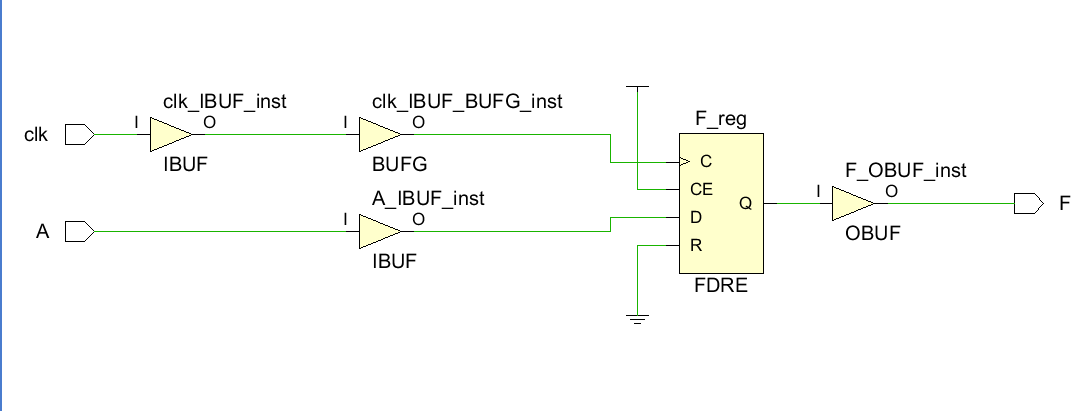 clk_IBUF_inst
clk_IBUF_BUFG_inst
clk
I
O
I
O
IBUF
BUFG
F_reg
C
CE
D
R
Q
FDRE
A_IBUF_inst
A
I
O
IBUF
F_OBUF_inst
I
O
OBUF
F